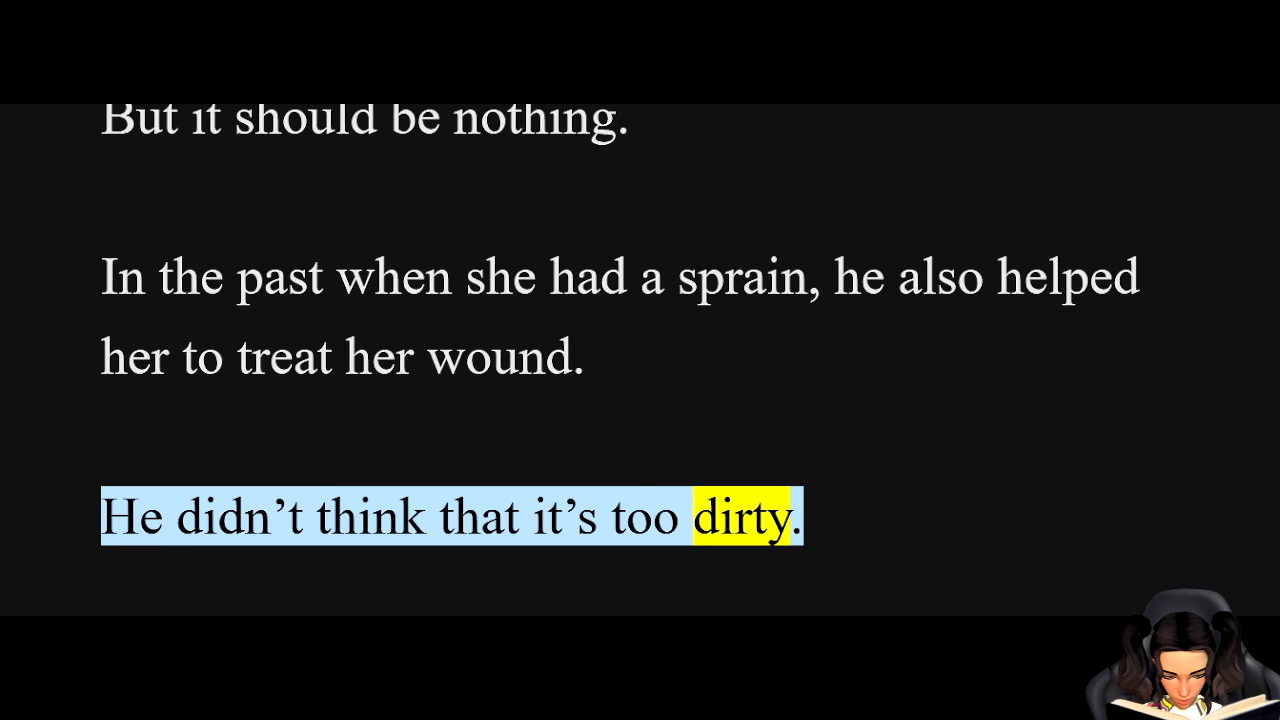 But it should be nothing.
In the past when she had a sprain, he also helped
her to treat her wound.
He didn’t think that it’s too dirty.